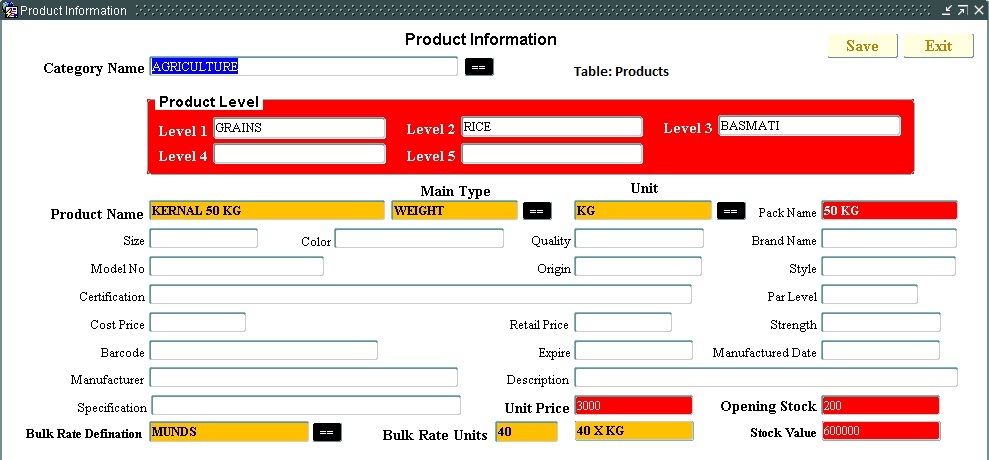 Product Information
Product Information
Save Exit
Category Name AGRICULTURE ==
Table: Products
Product Level
Level 1 GRAINS Level 2 RICE Level 3 BASMATI
Level 4 Level 5
Main Type Unit
Product Name KERNAL 50 KG WEIGHT == KG == Pack Name 50 KG
Size Color Quality Brand Name
Model No Origin Style
Certification Par Level
Cost Price Retail Price Strength
Barcode Expire Manufactured Date
Manufacturer Description
Specification Unit Price 3000 Opening Stock 200
Bulk Rate Defination MUNDS == Bulk Rate Units 40 40 X KG Stock Value 600000